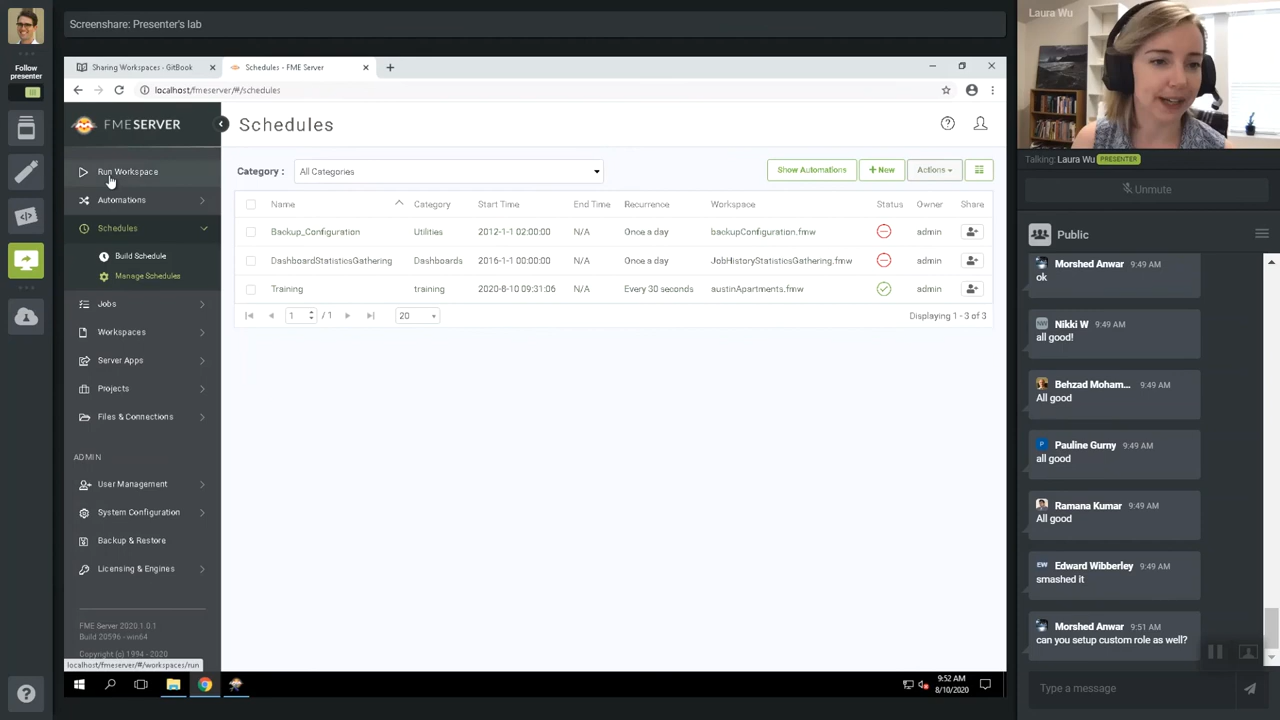 Screenshare: Presenter's lab
Laura Wu
Follow
presenter
Sharing Workspaces - GitBook
Schedules - FME Server
localhost/fmeserver/#/schedules
FMESERVER
Schedules
Run Workspace
Automations
Schedules
Build Schedule
Manage Schedules
Jobs
Workspaces
Server Apps
Projects
Files & Connections
ADMIN
User Management
System Configuration
Backup & Restore
Licensing & Engines
FME Server 2020.1.0.1
Build 20596 - win64
Copyright (c) 1994 - 2020
localhost/fmeserver/#/workspaces/run
Category : All Categories
Show Automations
+ New
Actions
Name Category Start Time End Time Recurrence Workspace Status Owner Share
Backup_Configuration Utilities 2012-1-1 02:00:00 N/A Once a day backupConfiguration.fmw admin
DashboardStatisticsGathering Dashboards 2016-1-1 00:00:00 N/A Once a day JobHistoryStatisticsGathering.fmw admin
Training training 2020-8-10 09:31:06 N/A Every 30 seconds austinApartments.fmw admin
1 / 1 20 Displaying 1 - 3 of 3
9:52 AM
8/10/2020
Talking: Laura Wu PRESENTER
Unmute
Public
Morshed Anwar 9:49 AM
ok
NW Nikki W 9:49 AM
all good!
Behzad Moham... 9:49 AM
All good
P Pauline Gurny 9:49 AM
all good
Ramana Kumar 9:49 AM
All good
EW Edward Wibberley 9:49 AM
smashed it
Morshed Anwar 9:51 AM
can you setup custom role as well?
Type a message